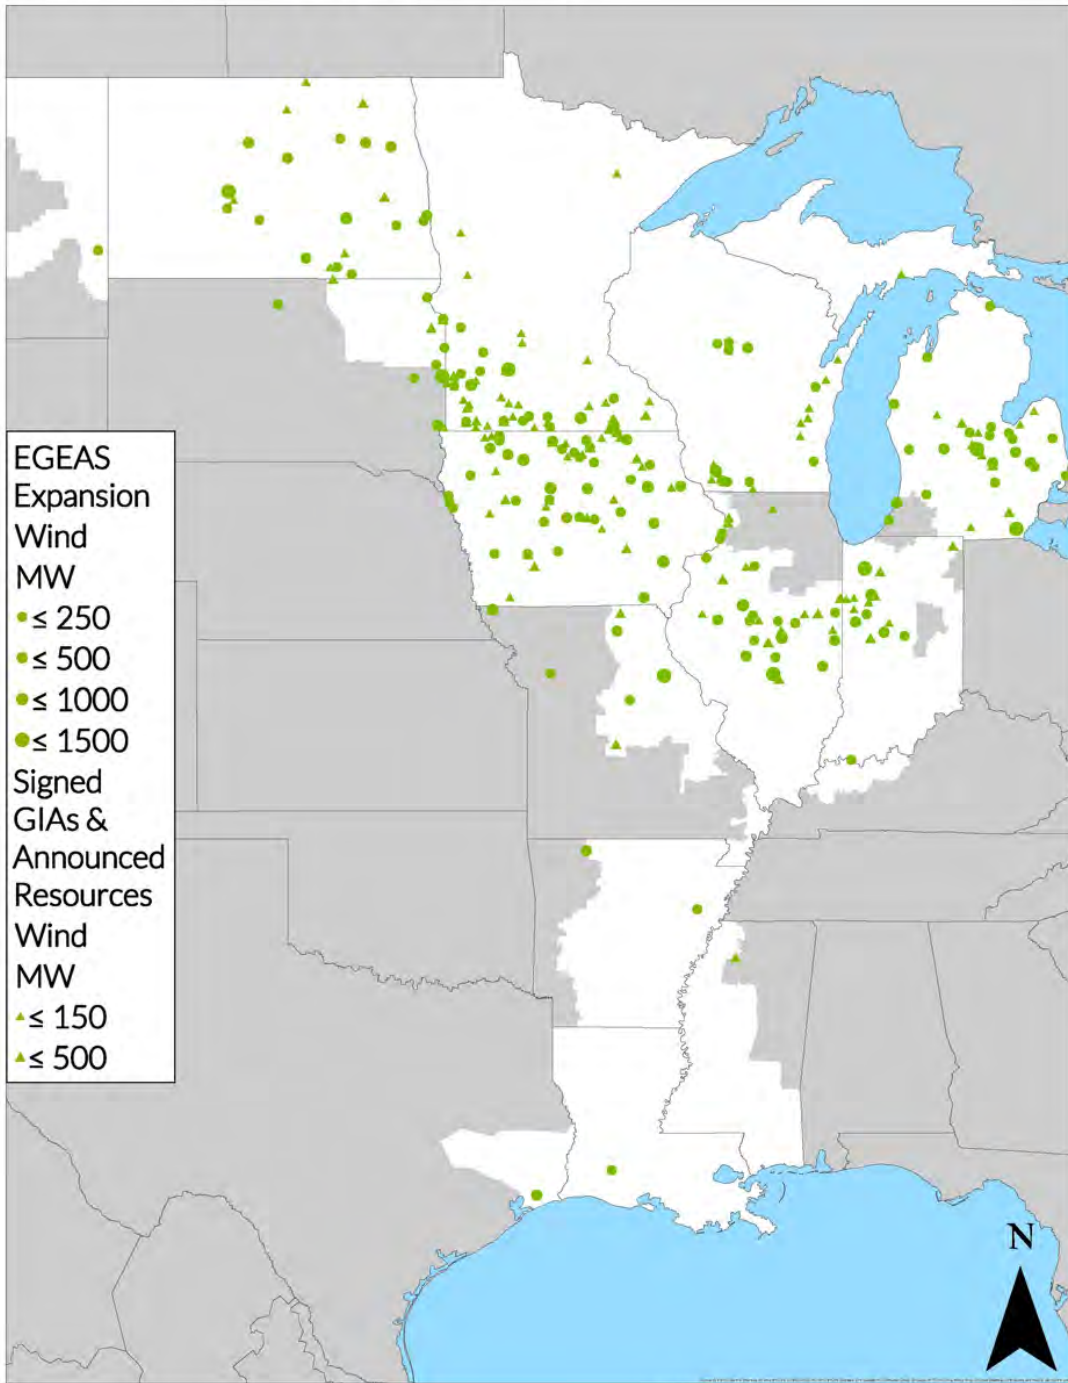 EGEAS
Expansion
Wind
MW
≤ 250
≤ 500
≤ 1000
≤ 1500
Signed
GIAs &
Announced
Resources
Wind
MW
≤ 150
≤ 500
N